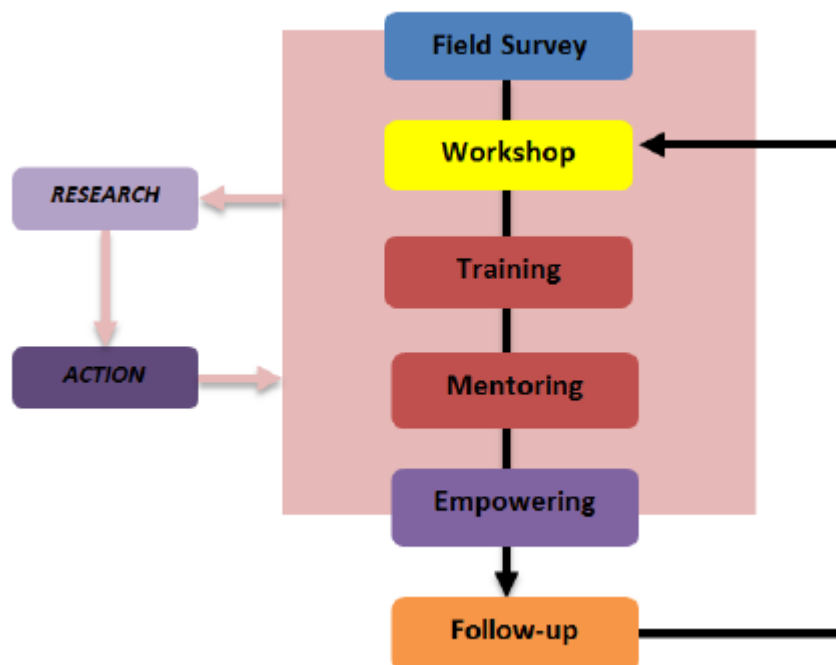 Field Survey
Workshop
RESEARCH
Training
ACTION
Mentoring
Empowering
Follow-up